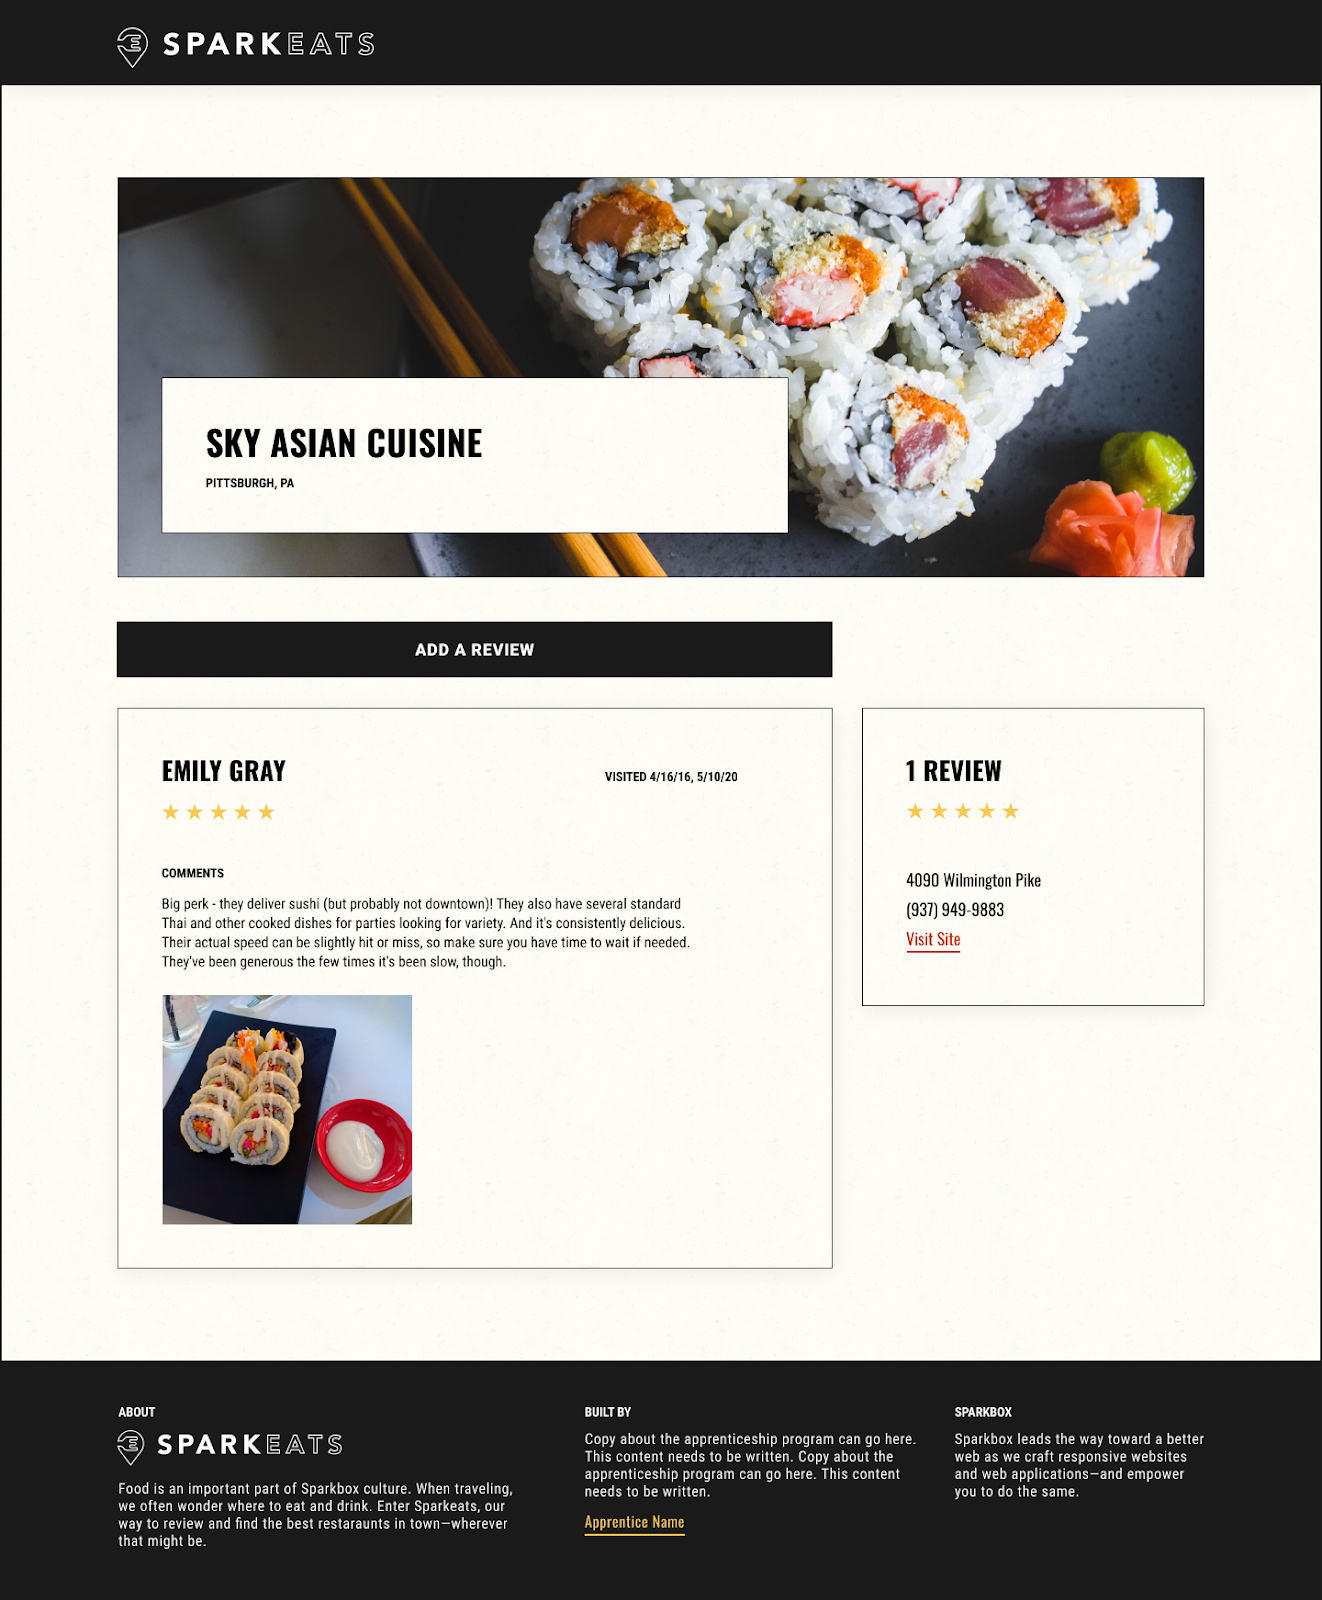 SPARKEATS
SKY ASIAN CUISINE
PITTSBURGH, PA
ADD A REVIEW
EMILY GRAY
VISITED 4/16/16, 5/10/20
COMMENTS
Big perk - they deliver sushi (but probably not downtown)! They also have several standard
Thai and other cooked dishes for parties looking for variety. And it's consistently delicious.
Their actual speed can be slightly hit or miss, so make sure you have time to wait if needed.
They've been generous the few times it's been slow, though.
1 REVIEW
4090 Wilmington Pike
(937) 949-9883
Visit Site
ABOUT
SPARKEATS
Food is an important part of Sparkbox culture. When traveling,
we often wonder where to eat and drink. Enter Sparkeats, our
way to review and find the best restaraunts in town—wherever
that might be.
BUILT BY
Copy about the apprenticeship program can go here.
This content needs to be written. Copy about the
apprenticeship program can go here. This content
needs to be written.
Apprentice Name
SPARKBOX
Sparkbox leads the way toward a better
web as we craft responsive websites
and web applications—and empower
you to do the same.